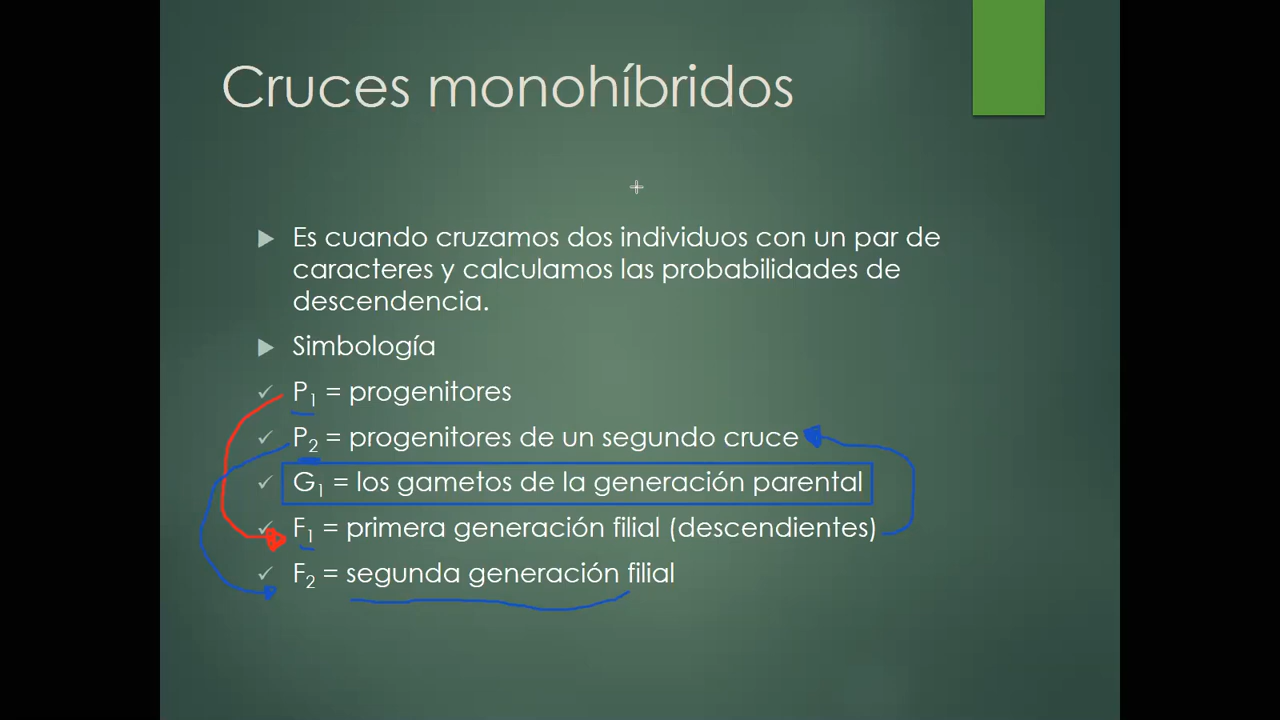 Cruces monohíbridos
Es cuando cruzamos dos individuos con un par de
caracteres y calculamos las probabilidades de
descendencia.
Simbología
P₁ = progenitores
P₂ = progenitores de un segundo cruce
G₁ = los gametos de la generación parental
F₁ = primera generación filial (descendientes)
F₂ = segunda generación filial